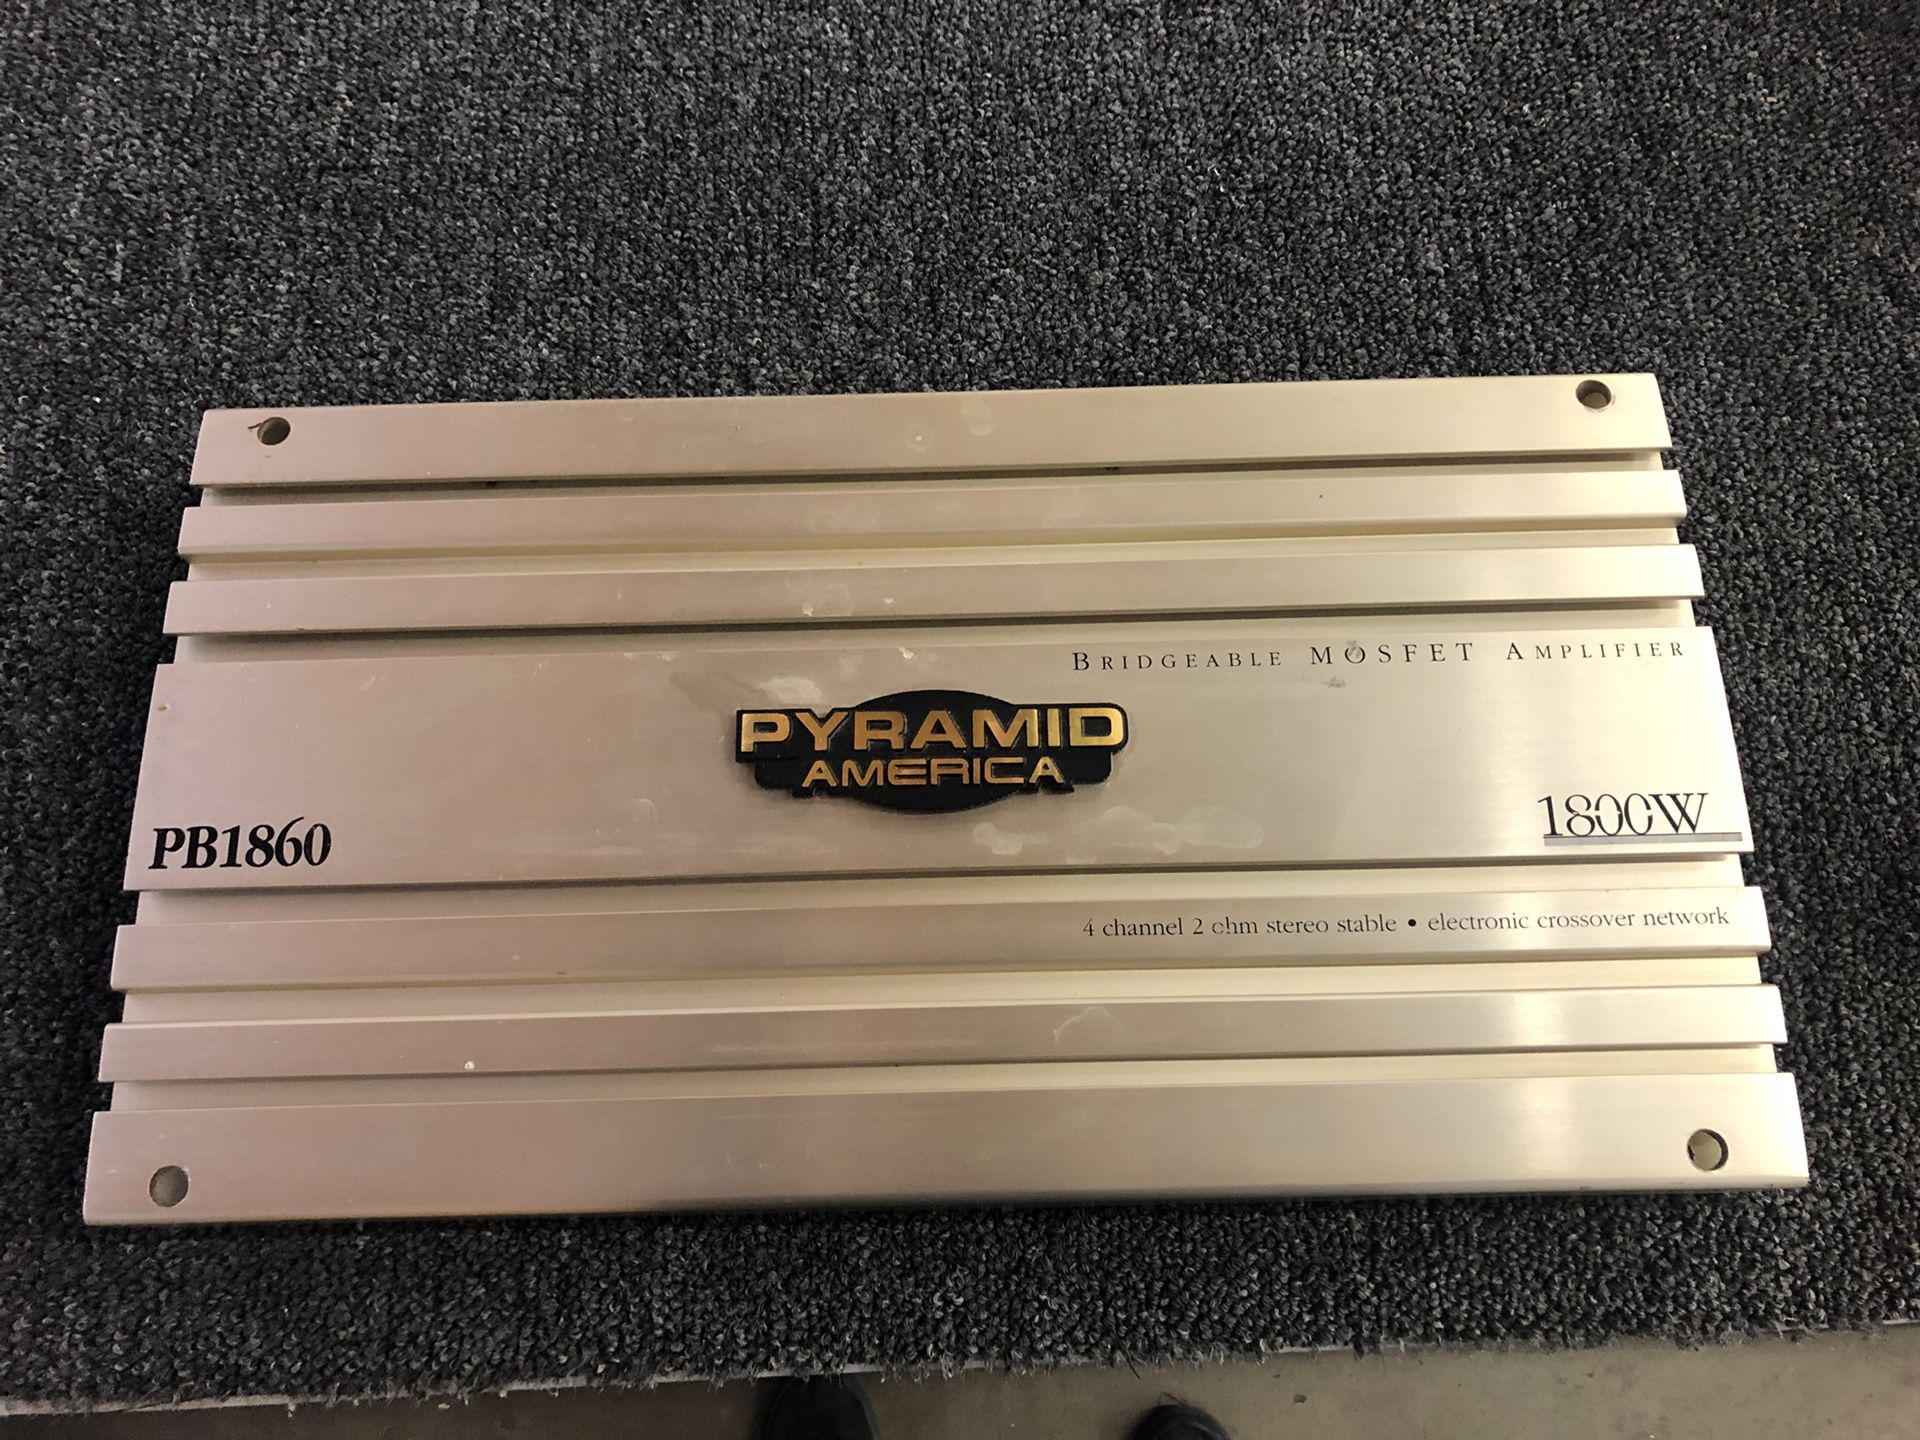 BRIDGEABLE MOSFET AMPLIFIER
PYRAMID
AMERICA
PB1860
1800W
4 channel 2 ohm stereo stable • electronic crossover network